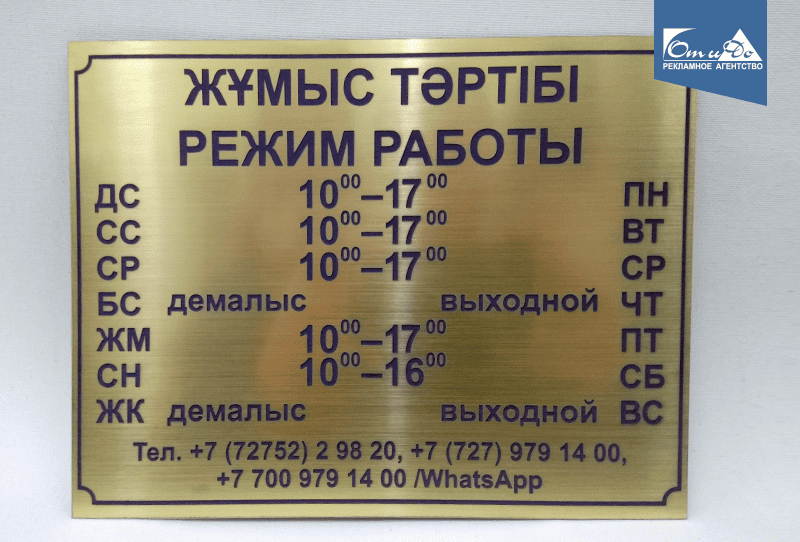 От и До
РЕКЛАМНОЕ АГЕНТСТВО
ЖҰМЫС ТӘРТІБІ
РЕЖИМ РАБОТЫ
ДС 10⁰⁰–17⁰⁰ ПН
СС 10⁰⁰–17⁰⁰ ВТ
СР 10⁰⁰–17⁰⁰ СР
БС демалыс выходной ЧТ
ЖМ 10⁰⁰–17⁰⁰ ПТ
СН 10⁰⁰–16⁰⁰ СБ
ЖК демалыс выходной ВС
Тел. +7 (72752) 2 98 20, +7 (727) 979 14 00,
+7 700 979 14 00 /WhatsApp